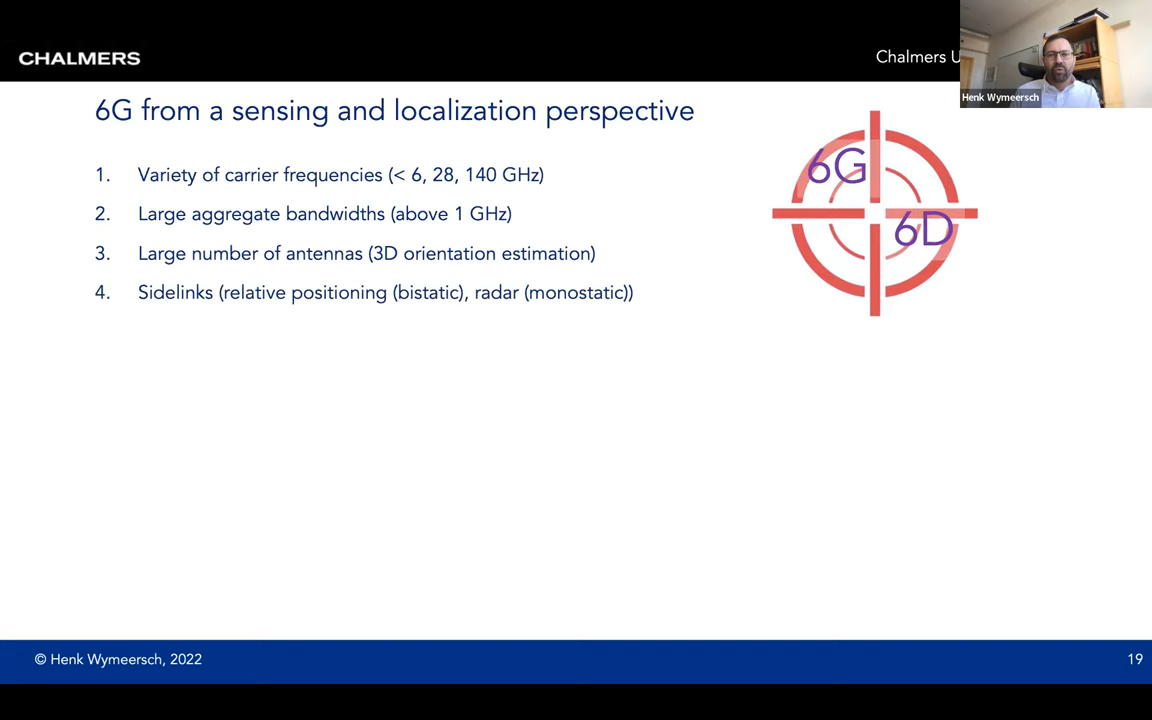 CHALMERS
Chalmers U
Henk Wymeersch
6G from a sensing and localization perspective
1. Variety of carrier frequencies (< 6, 28, 140 GHz)
2. Large aggregate bandwidths (above 1 GHz)
3. Large number of antennas (3D orientation estimation)
4. Sidelinks (relative positioning (bistatic), radar (monostatic))
6G
6D
© Henk Wymeersch, 2022
19